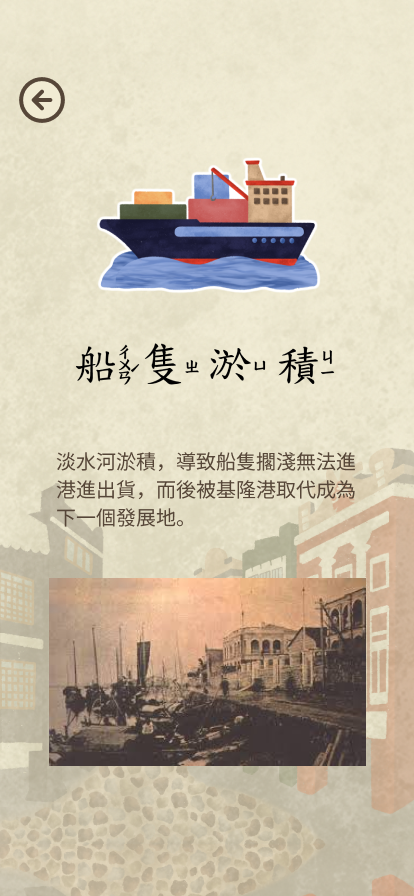 船ㄔㄨㄢˊ隻ㄓ淤ㄩ積ㄐㄧ
淡水河淤積，導致船隻擱淺無法進
港進出貨，而後被基隆港取代成為
下一個發展地。